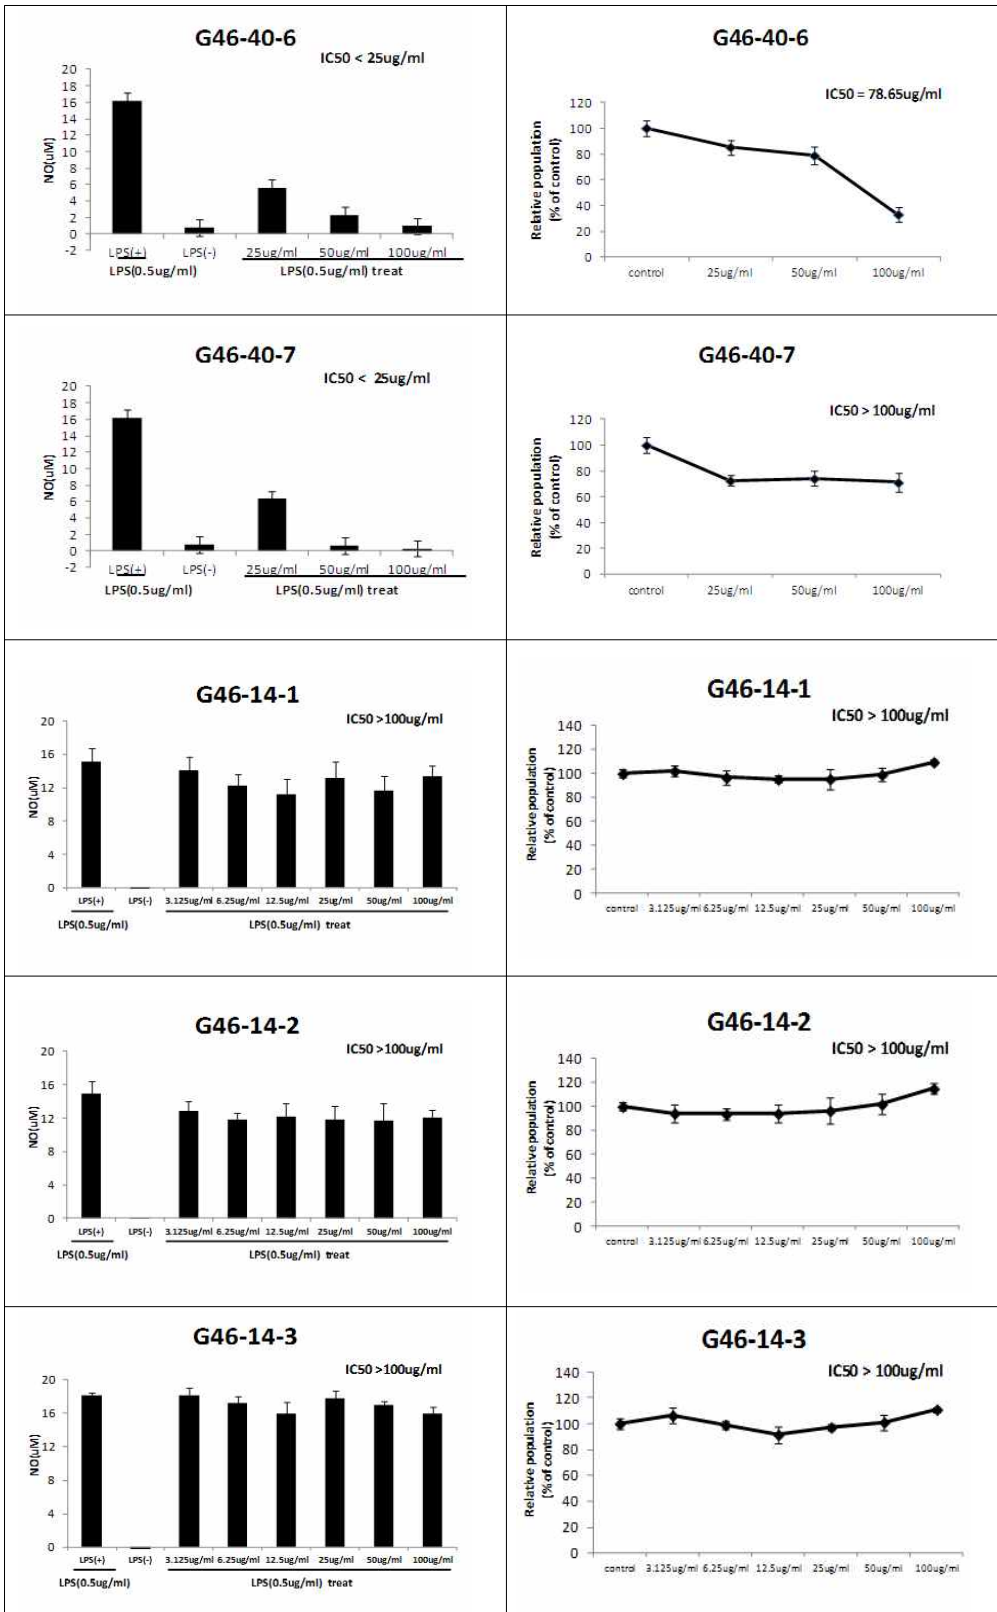 G46-40-6
IC50 < 25ug/ml
20
18
16
14
12
10
8
6
4
2
0
-2
NO(uM)
LPS(+) LPS(-) 25ug/ml 50ug/ml 100ug/ml
LPS(0.5ug/ml) LPS(0.5ug/ml) treat
G46-40-6
IC50 = 78.65ug/ml
120
100
80
60
40
20
0
Relative population
(% of control)
control 25ug/ml 50ug/ml 100ug/ml
G46-40-7
IC50 < 25ug/ml
20
18
16
14
12
10
8
6
4
2
0
-2
NO(uM)
LPS(+) LPS(-) 25ug/ml 50ug/ml 100ug/ml
LPS(0.5ug/ml) LPS(0.5ug/ml) treat
G46-40-7
IC50 > 100ug/ml
120
100
80
60
40
20
0
Relative population
(% of control)
control 25ug/ml 50ug/ml 100ug/ml
G46-14-1
IC50 >100ug/ml
20
16
12
8
4
0
NO(uM)
LPS(+) LPS(-) 3.125ug/ml 6.25ug/ml 12.5ug/ml 25ug/ml 50ug/ml 100ug/ml
LPS(0.5ug/ml) LPS(0.5ug/ml) treat
G46-14-1
IC50 > 100ug/ml
140
120
100
80
60
40
20
0
Relative population
(% of control)
control 3.125ug/ml 6.25ug/ml 12.5ug/ml 25ug/ml 50ug/ml 100ug/ml
G46-14-2
IC50 >100ug/ml
20
16
12
8
4
0
NO(uM)
LPS(+) LPS(-) 3.125ug/ml 6.25ug/ml 12.5ug/ml 25ug/ml 50ug/ml 100ug/ml
LPS(0.5ug/ml) LPS(0.5ug/ml) treat
G46-14-2
IC50 > 100ug/ml
140
120
100
80
60
40
20
0
Relative population
(% of control)
control 3.125ug/ml 6.25ug/ml 12.5ug/ml 25ug/ml 50ug/ml 100ug/ml
G46-14-3
IC50 >100ug/ml
20
16
12
8
4
0
NO(uM)
LPS(+) LPS(-) 3.125ug/ml 6.25ug/ml 12.5ug/ml 25ug/ml 50ug/ml 100ug/ml
LPS(0.5ug/ml) LPS(0.5ug/ml) treat
G46-14-3
IC50 > 100ug/ml
140
120
100
80
60
40
20
0
Relative population
(% of control)
control 3.125ug/ml 6.25ug/ml 12.5ug/ml 25ug/ml 50ug/ml 100ug/ml